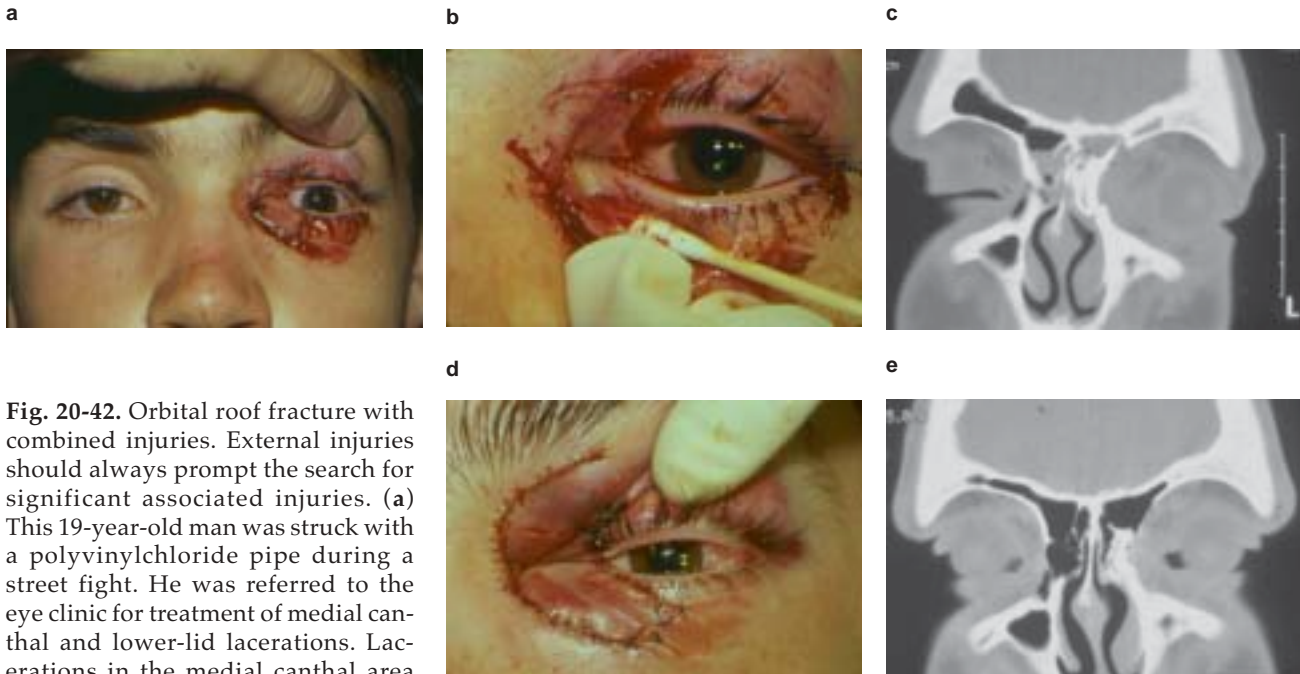 a
b
c
L
d
e
Fig. 20-42. Orbital roof fracture with
combined injuries. External injuries
should always prompt the search for
significant associated injuries. (a)
This 19-year-old man was struck with
a polyvinylchloride pipe during a
street fight. He was referred to the
eye clinic for treatment of medial can-
thal and lower-lid lacerations. Lac-
erations in the medial canthal area